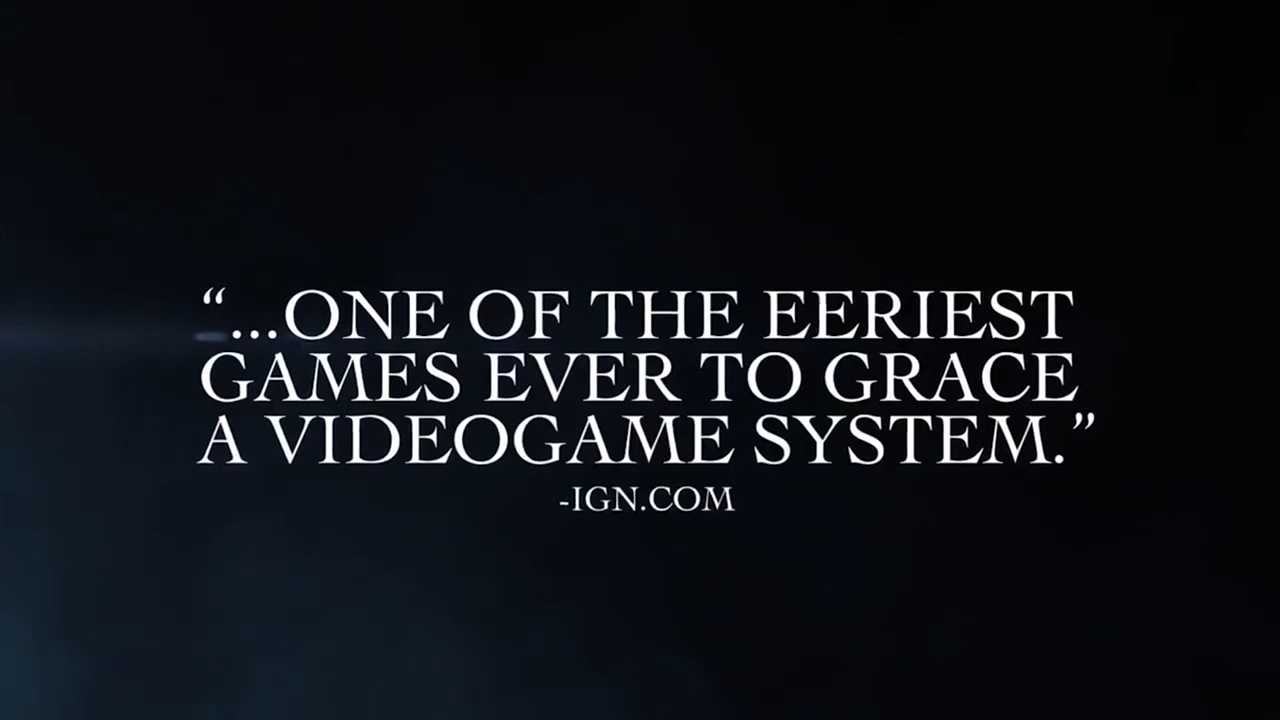 “...ONE OF THE EERIEST
GAMES EVER TO GRACE
A VIDEOGAME SYSTEM.”
-IGN.COM